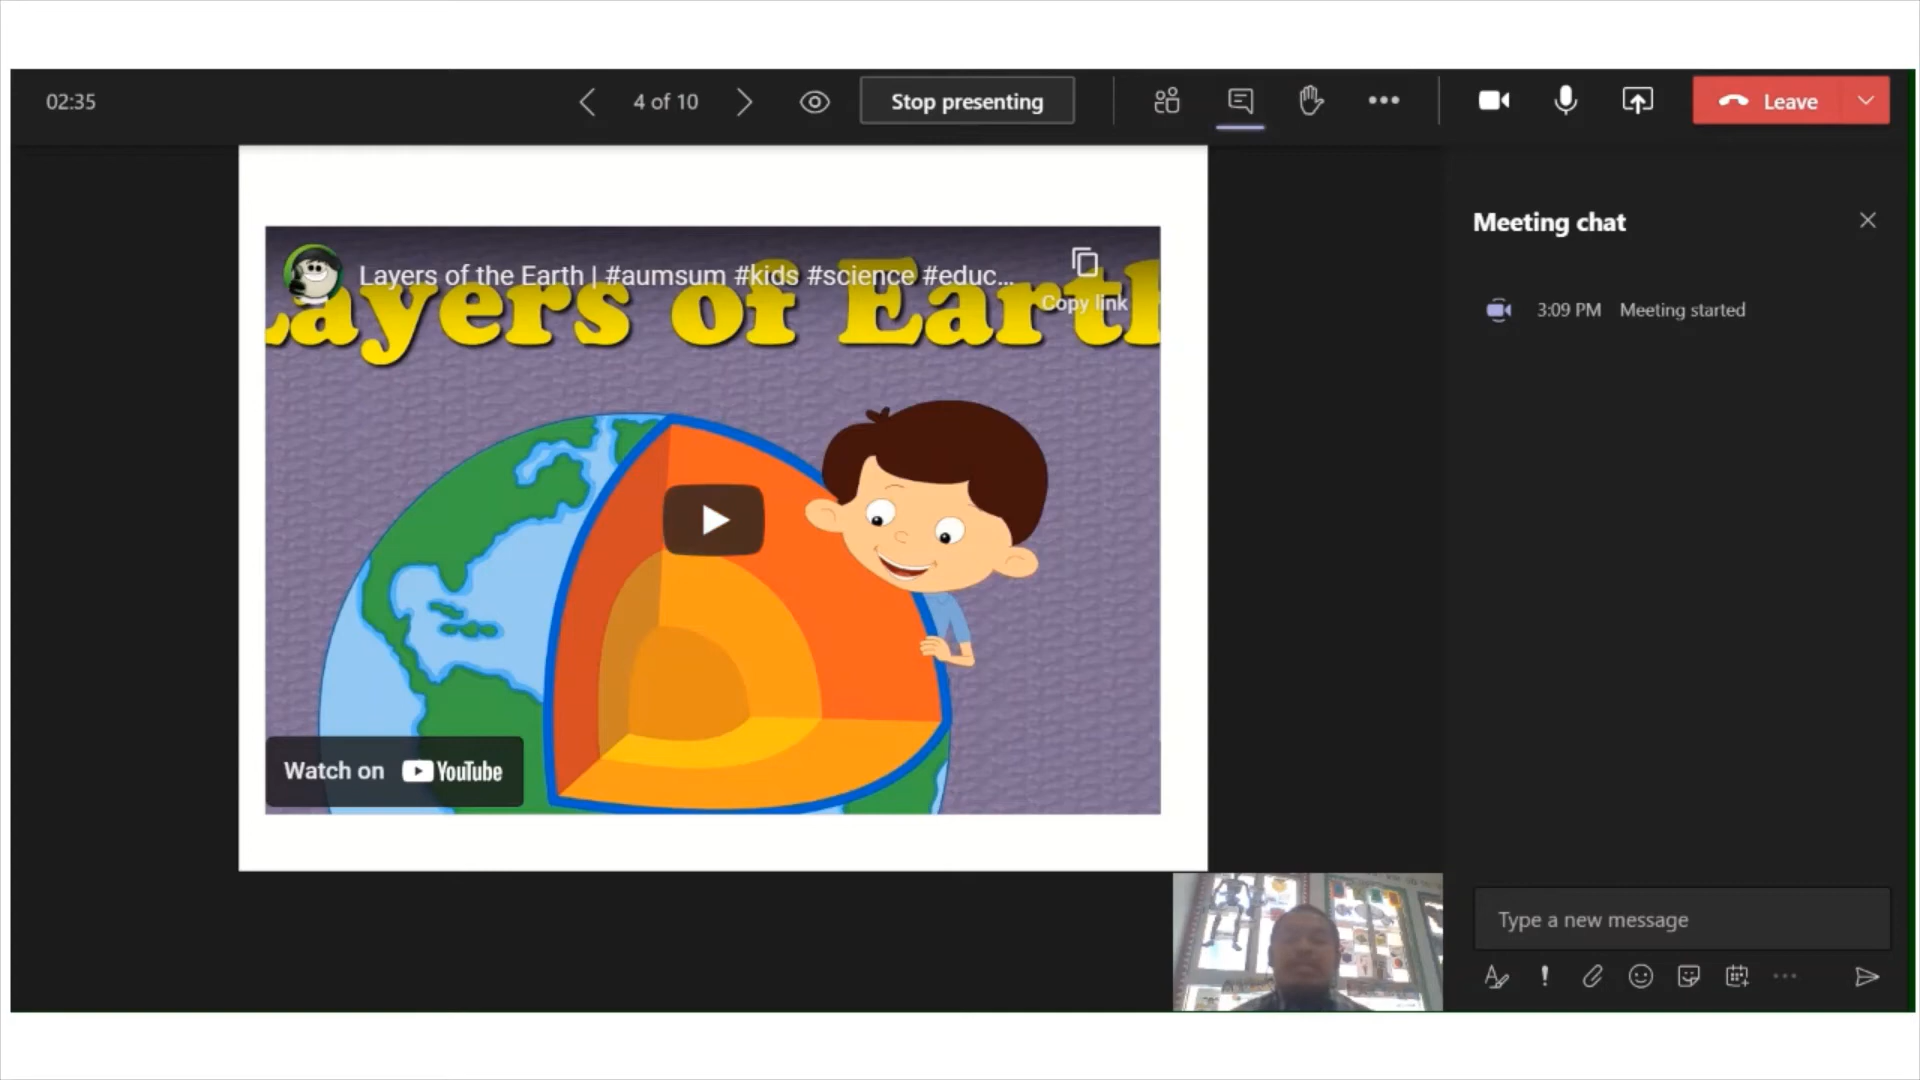 02:35
4 of 10
Stop presenting
Leave
Layers of the Earth | #aumsum #kids #science #educ...
Copy link
Layers of Earth
Watch on YouTube
Meeting chat
3:09 PM Meeting started
Type a new message